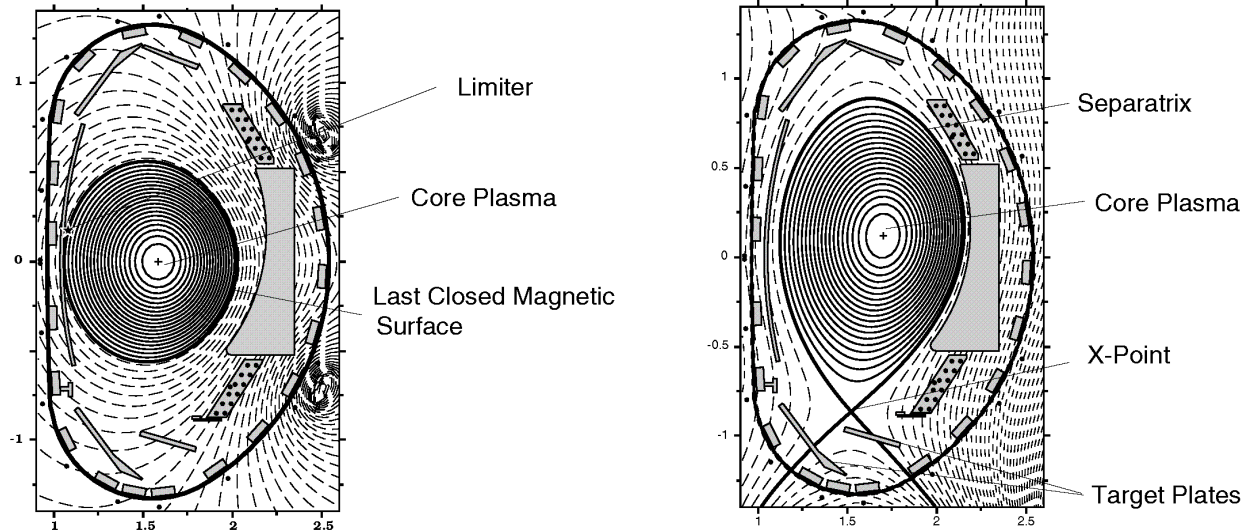 Limiter
Core Plasma
Last Closed Magnetic
Surface
1
0
-1
1
1.5
2
2.5
Separatrix
Core Plasma
X-Point
Target Plates
1
0.5
0
-0.5
-1
1
1.5
2
2.5